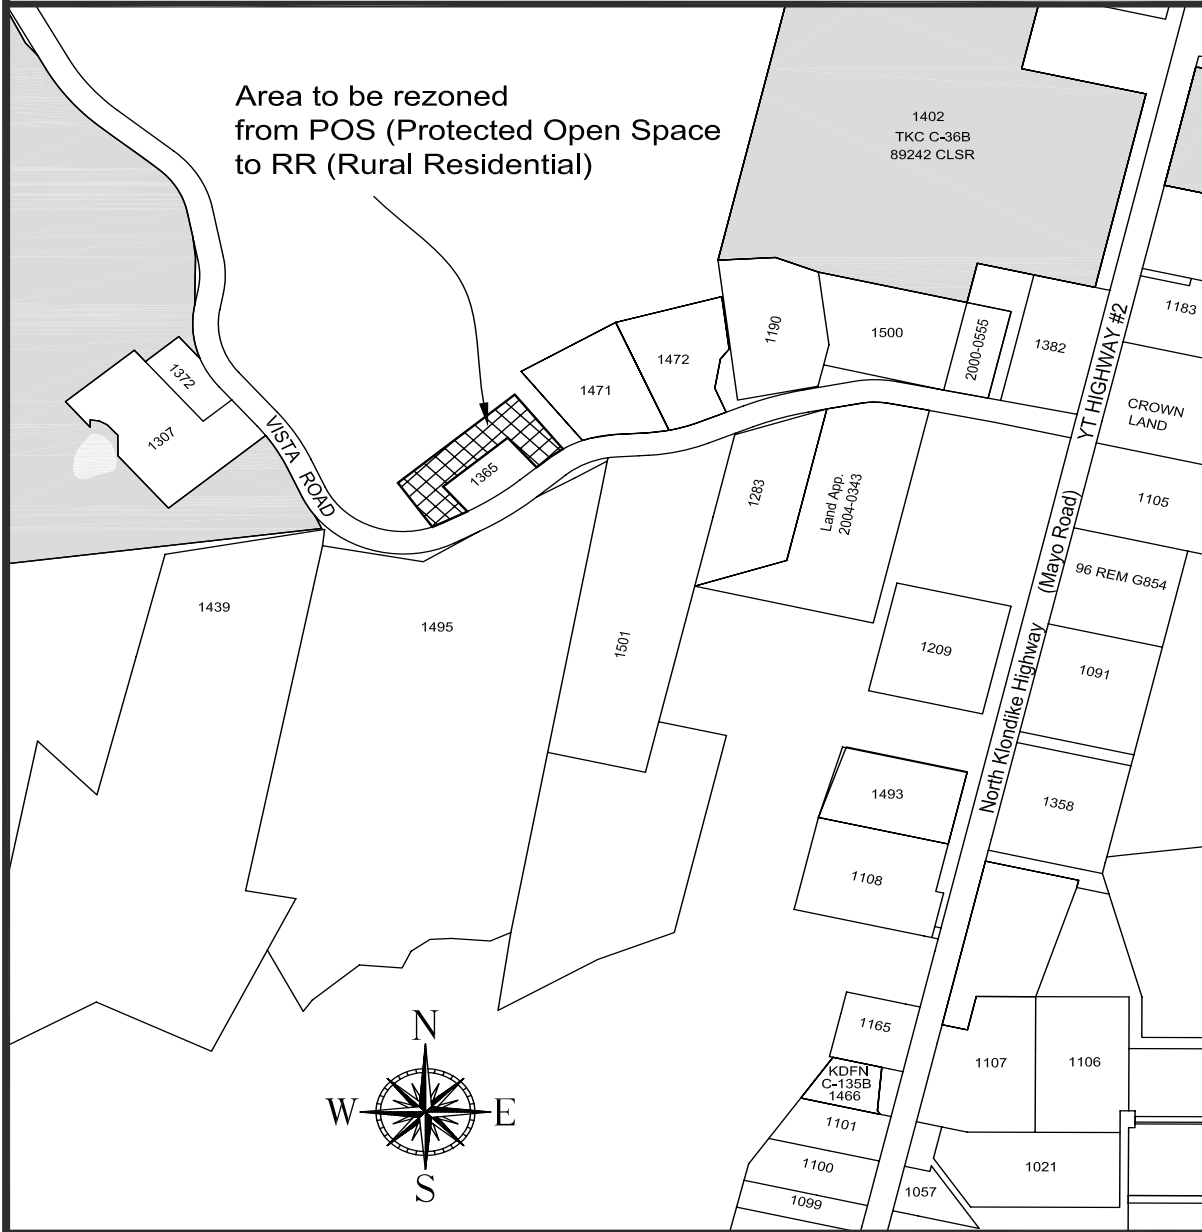 Area to be rezoned
from POS (Protected Open Space
to RR (Rural Residential)
1402
TKC C-36B
89242 CLSR
1183
1190
1500
2000-0555
1382
YT HIGHWAY #2
1472
1471
1372
1307
VISTA ROAD
1365
CROWN
LAND
1283
Land App.
2004-0343
1105
96 REM G854
(Mayo Road)
1439
1495
1501
1209
1091
North Klondike Highway
1493
1358
1108
1165
1107
1106
KDFN
C-135B
1466
1101
1100
1099
1057
1021
N
W
E
S